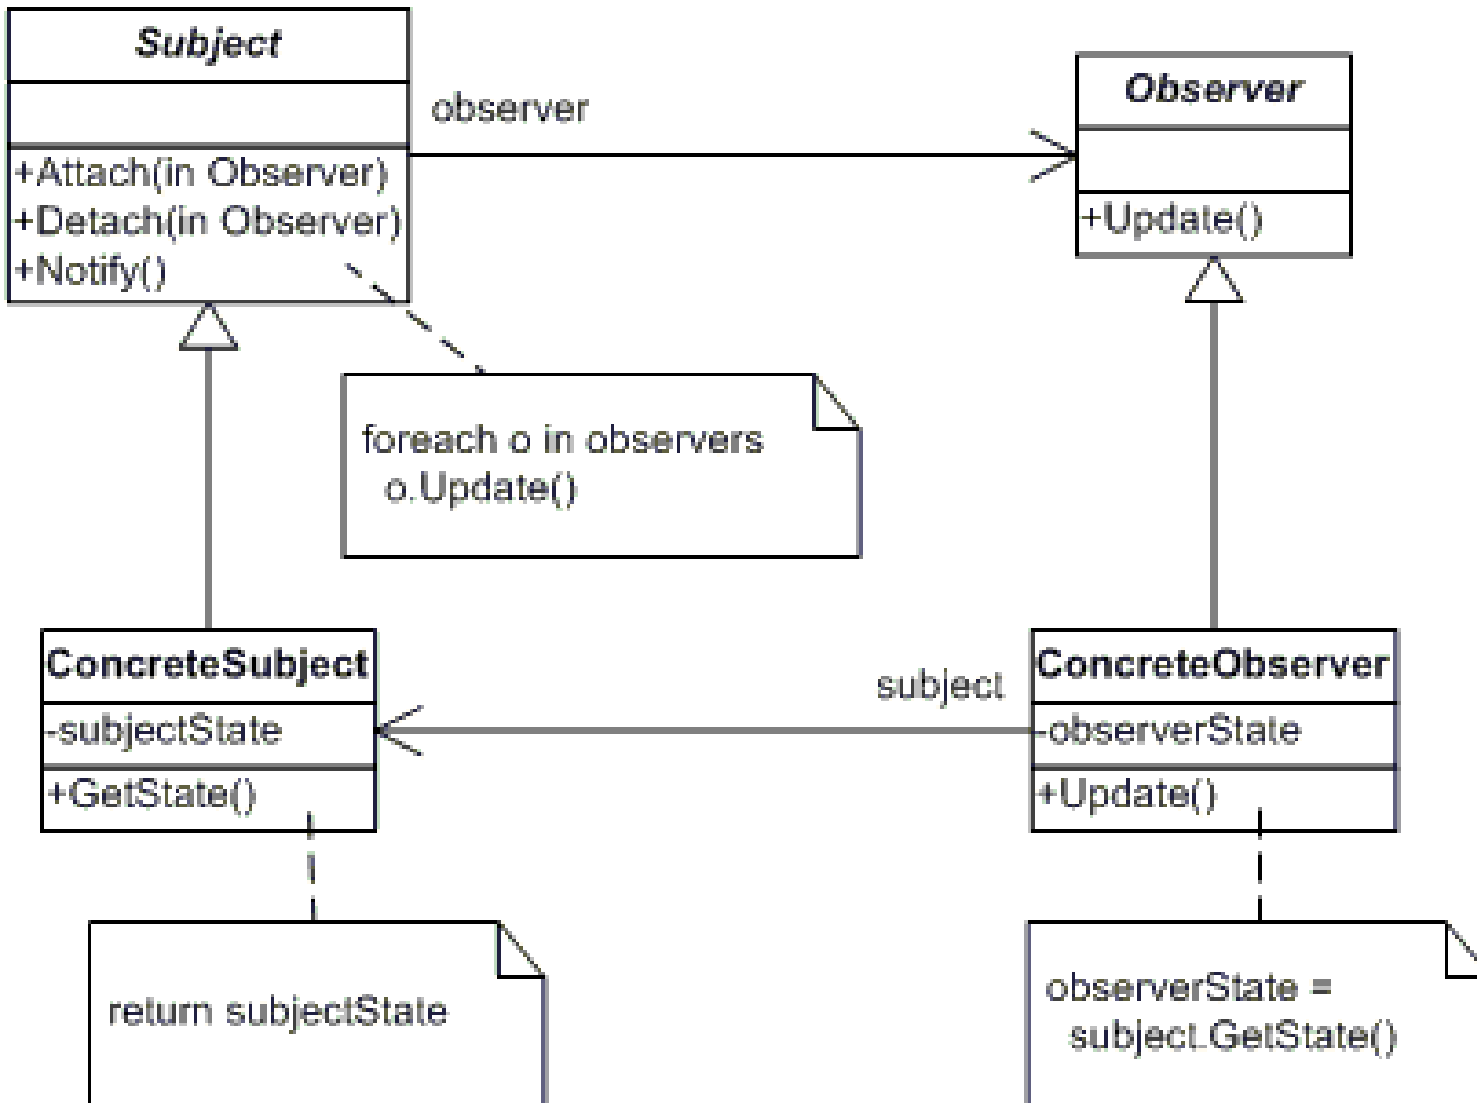 Subject
+Attach(in Observer)
+Detach(in Observer)
+Notify()
observer
Observer
+Update()
foreach o in observers
o.Update()
ConcreteSubject
-subjectState
+GetState()
subject
ConcreteObserver
-observerState
+Update()
return subjectState
observerState =
subject.GetState()